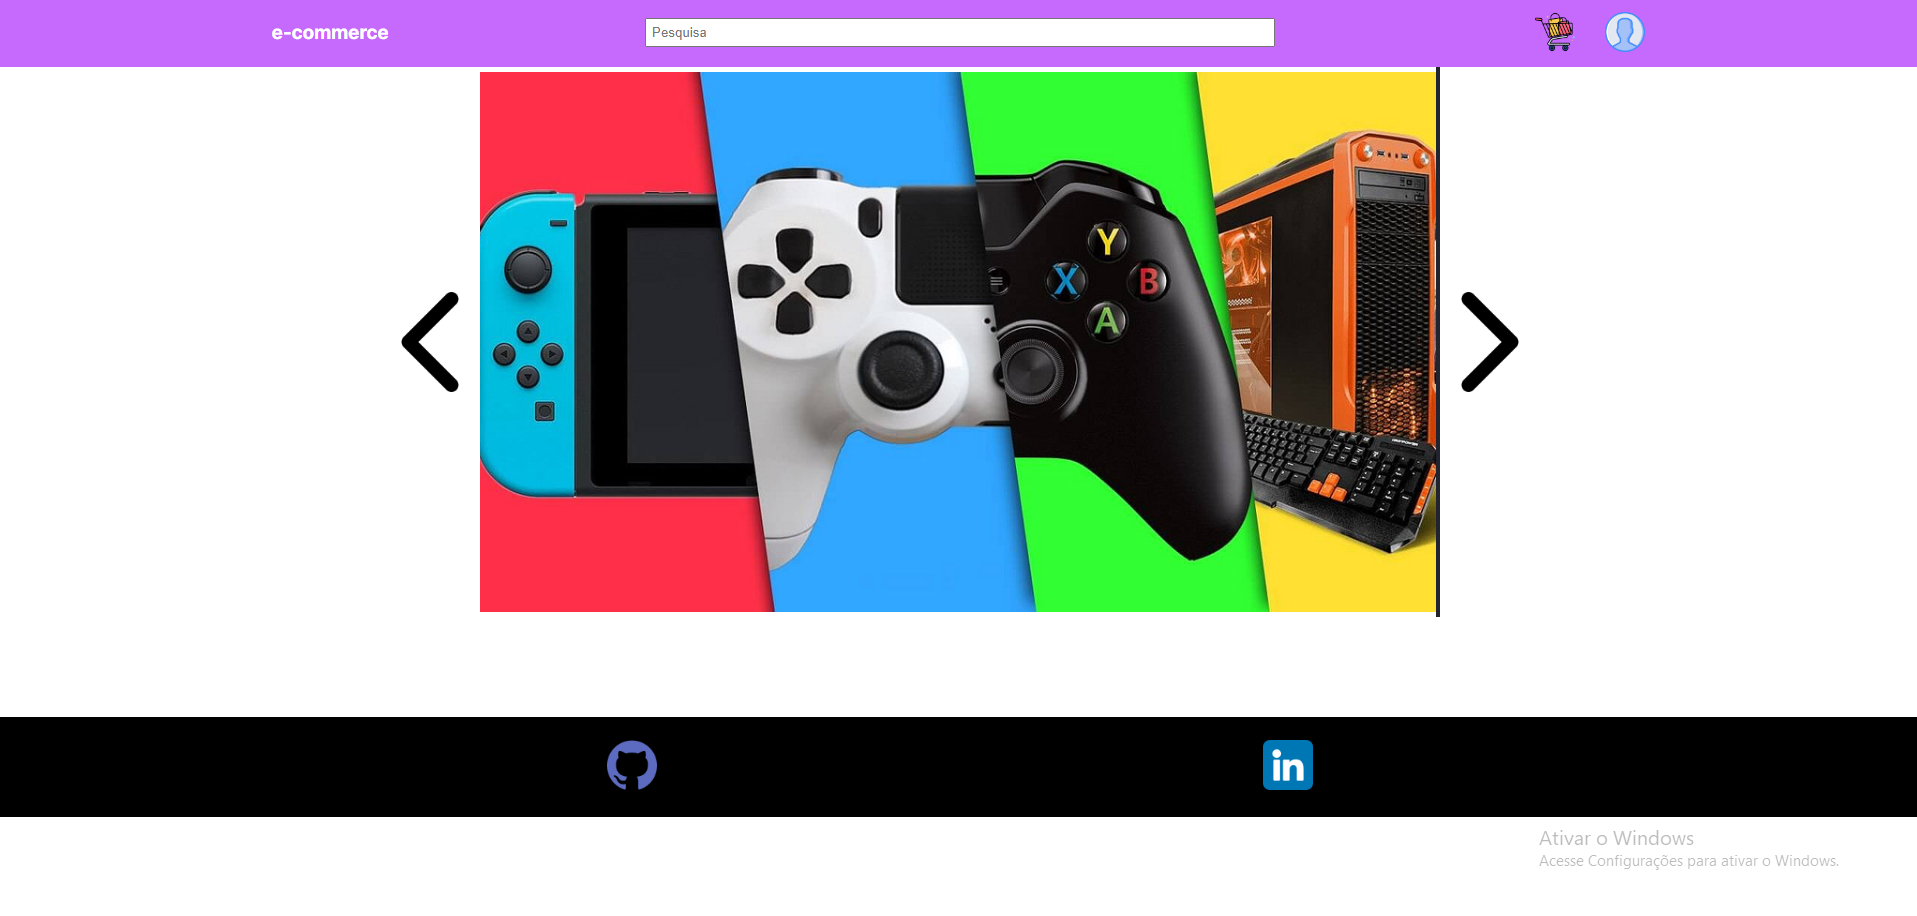 e-commerce
Pesquisa
Y
X
B
A
in
Ativar o Windows
Acesse Configurações para ativar o Windows.